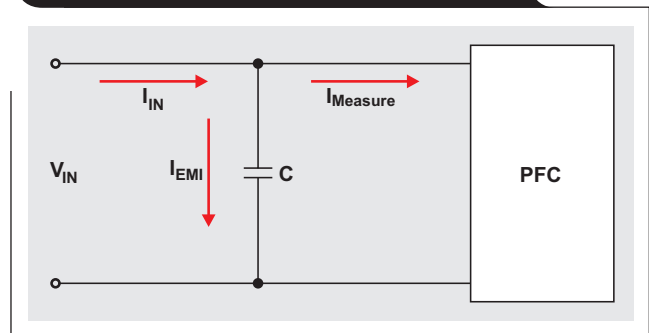 I_IN
I_Measure
V_IN
I_EMI
C
PFC